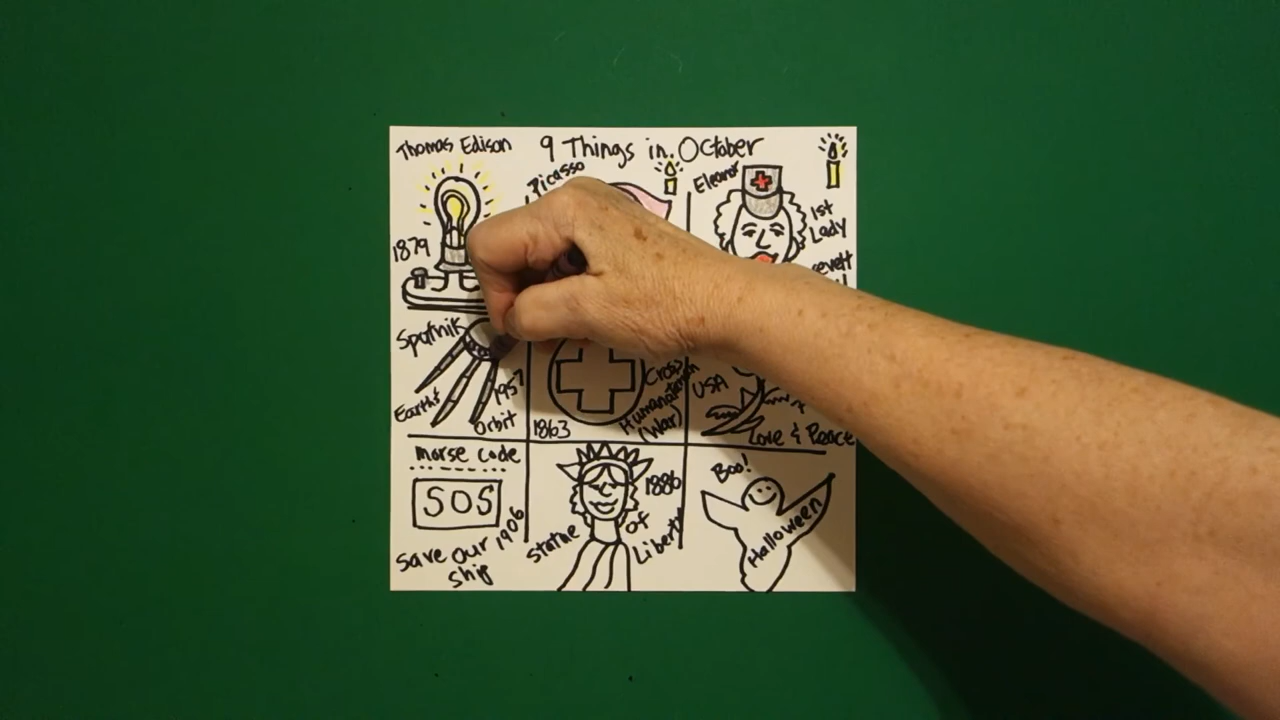 9 Things in October
Thomas Edison
1879
Picasso
Eleanor
1st
Lady
Sputnik
1957
Earth's
Orbit
Cross
Humanitarian
(War)
1863
USA
Love & Peace
morse code
SOS
1906
Save Our
Ship
1886
Statue of Liberty
Boo!
Halloween